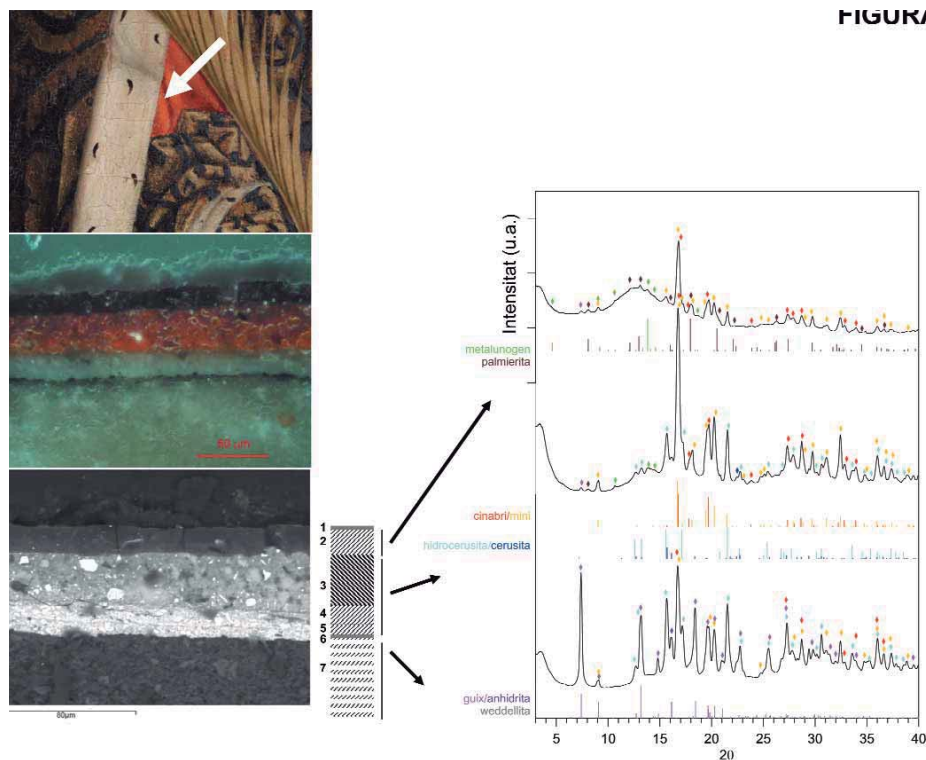 FIGURA
50 µm
60µm
1
2
3
4
5
6
7
Intensitat (u.a.)
metalunogen
palmierita
cinabri/mini
hidrocerusita/cerusita
guix/anhidrita
weddellita
5 10 15 20 25 30 35 40
2θ